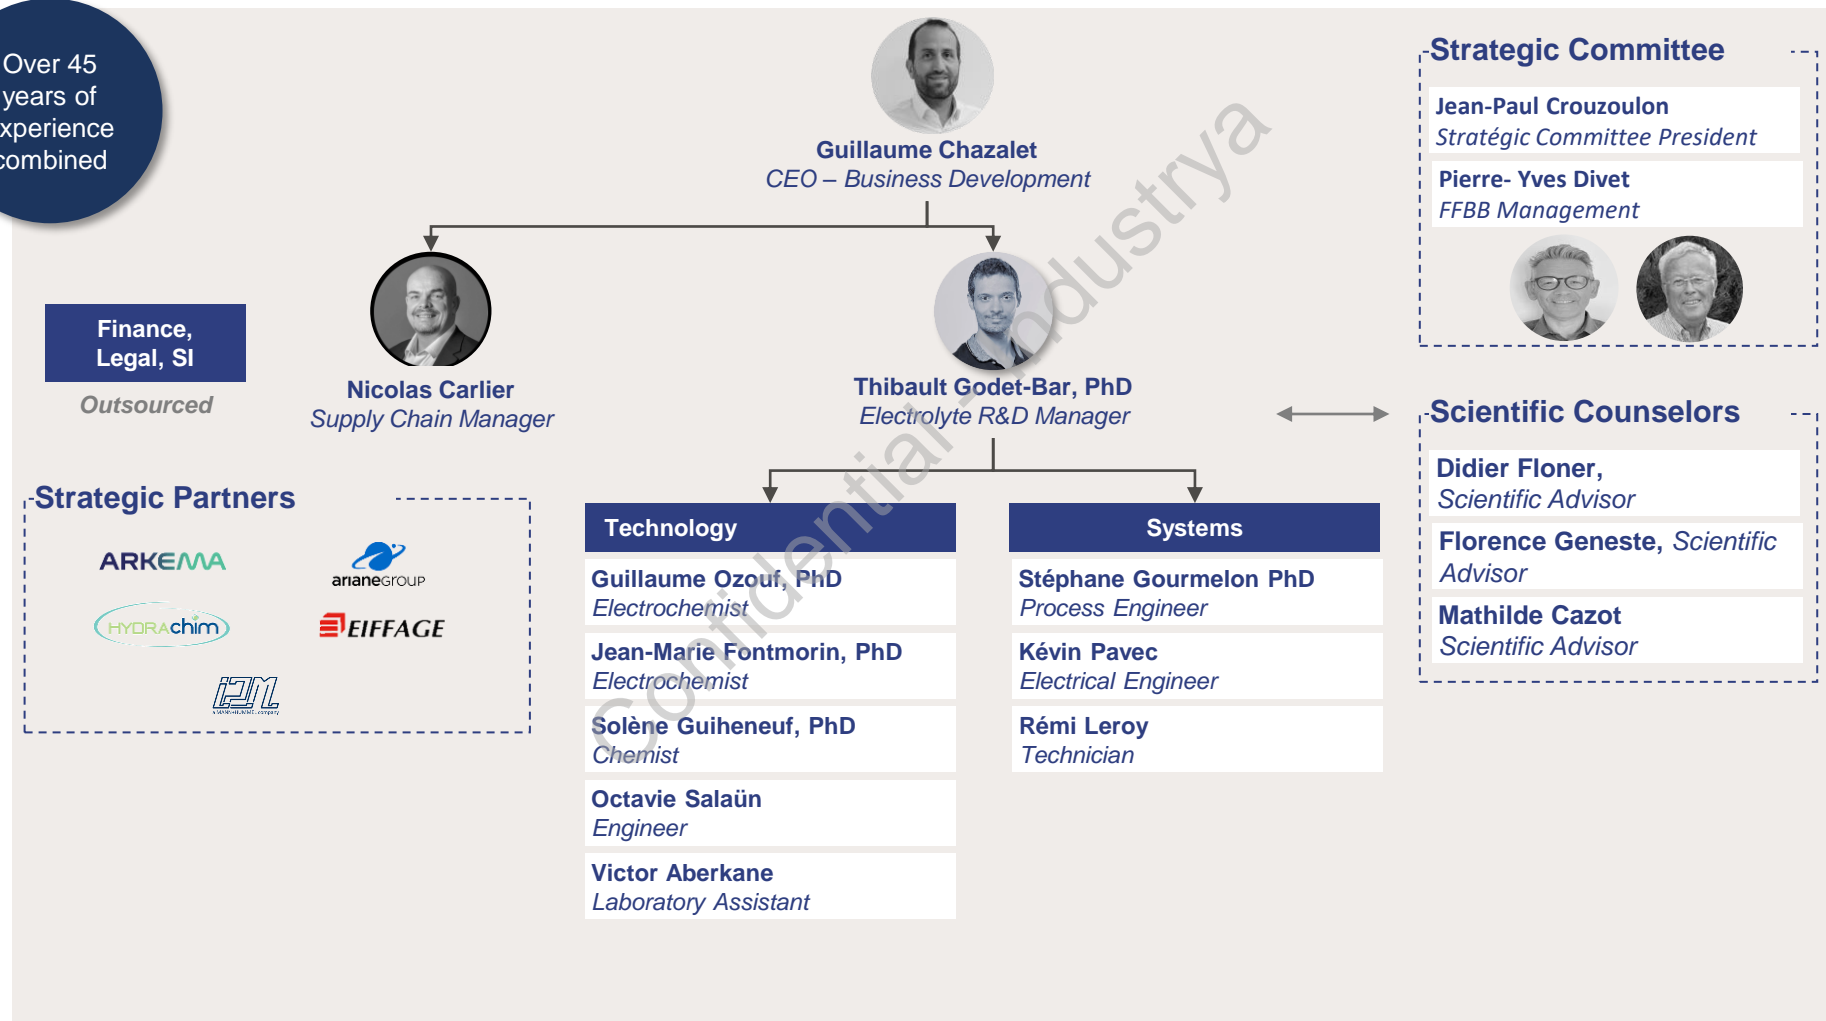 Over 45
years of
xperience
combined
Guillaume Chazalet
CEO – Business Development
Nicolas Carlier
Supply Chain Manager
Thibault Godet-Bar, PhD
Electrolyte R&D Manager
Finance,
Legal, SI
Outsourced
Strategic Partners
ARKEMA
arianeGROUP
HYDRAchim
EIFFAGE
i2M
a MANN+HUMMEL company
Technology
Guillaume Ozouf, PhD
Electrochemist
Jean-Marie Fontmorin, PhD
Electrochemist
Solène Guiheneuf, PhD
Chemist
Octavie Salaün
Engineer
Victor Aberkane
Laboratory Assistant
Systems
Stéphane Gourmelon PhD
Process Engineer
Kévin Pavec
Electrical Engineer
Rémi Leroy
Technician
Strategic Committee
Jean-Paul Crouzoulon
Stratégic Committee President
Pierre- Yves Divet
FFBB Management
Scientific Counselors
Didier Floner,
Scientific Advisor
Florence Geneste, Scientific
Advisor
Mathilde Cazot
Scientific Advisor
Confidential - Industrya